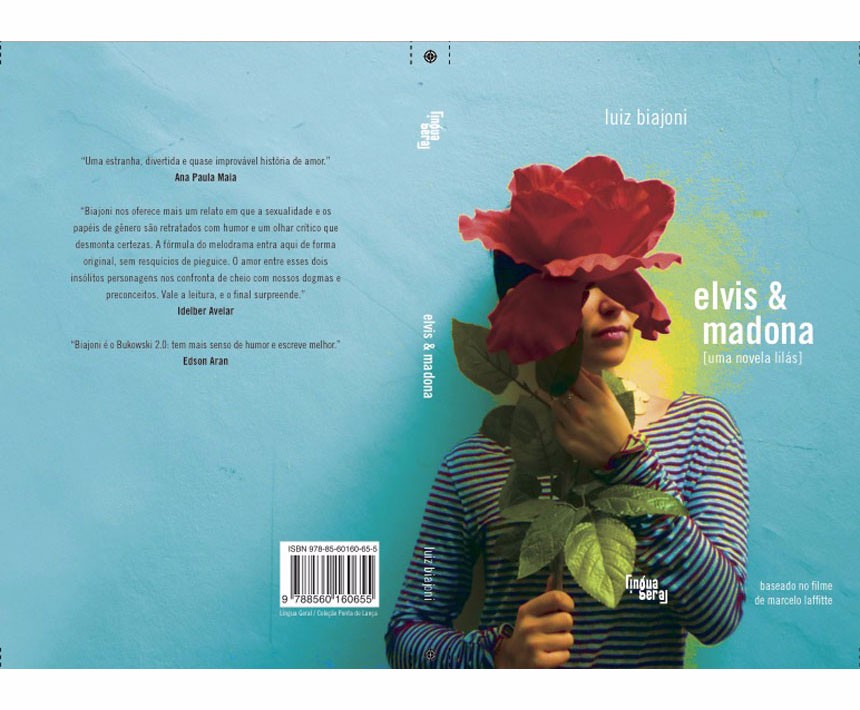 "Uma estranha, divertida e quase improvável história de amor."
Ana Paula Maia
"Biajoni nos oferece mais um relato em que a sexualidade e os
papéis de gênero são retratados com humor e um olhar crítico que
desmonta certezas. A fórmula do melodrama entra aqui de forma
original, sem resquícios de pieguice. O amor entre esses dois
insólitos personagens nos confronta de cheio com nossos dogmas e
preconceitos. Vale a leitura, e o final surpreende."
Idelber Avelar
"Biajoni é o Bukowski 2.0: tem mais senso de humor e escreve melhor."
Edson Aran
ISBN 978-85-60160-65-5
9 788560 160655
Língua Geral / Coleção Ponta de Lança
língua
geral
elvis & madona
luiz biajoni
luiz biajoni
elvis &
madona
[uma novela lilás]
língua
geral
baseado no filme
de marcelo laffitte